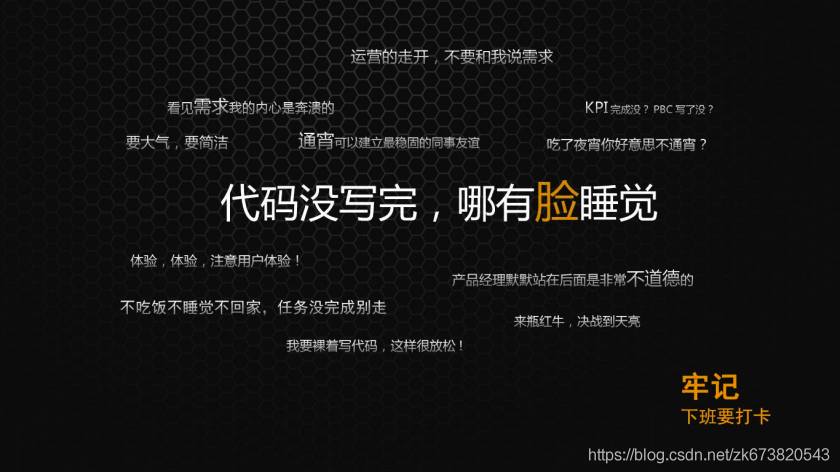 运营的走开，不要和我说需求
看见需求我的内心是奔溃的
KPI 完成没？ PBC 写了没？
要大气，要简洁
通宵可以建立最稳固的同事友谊
吃了夜宵你好意思不通宵？
代码没写完，哪有脸睡觉
体验，体验，注意用户体验！
产品经理默默站在后面是非常不道德的
不吃饭不睡觉不回家，任务没完成别走
来瓶红牛，决战到天亮
我要裸着写代码，这样很放松！
牢记
下班要打卡
https://blog.csdn.net/zk673820543